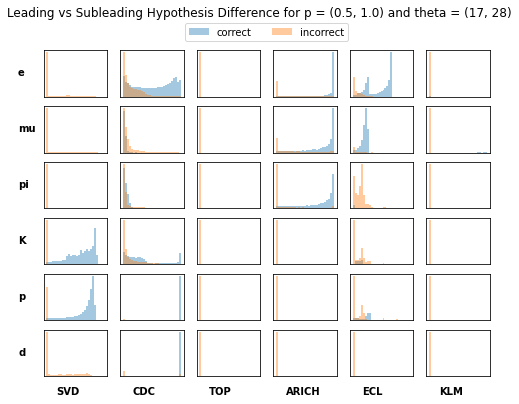 Leading vs Subleading Hypothesis Difference for p = (0.5, 1.0) and theta = (17, 28)
correct incorrect
e
mu
pi
K
p
d
SVD CDC TOP ARICH ECL KLM